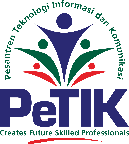 Pesantren Teknologi Informasi dan Komunikasi
PeTIK
Creates Future Skilled Professionals